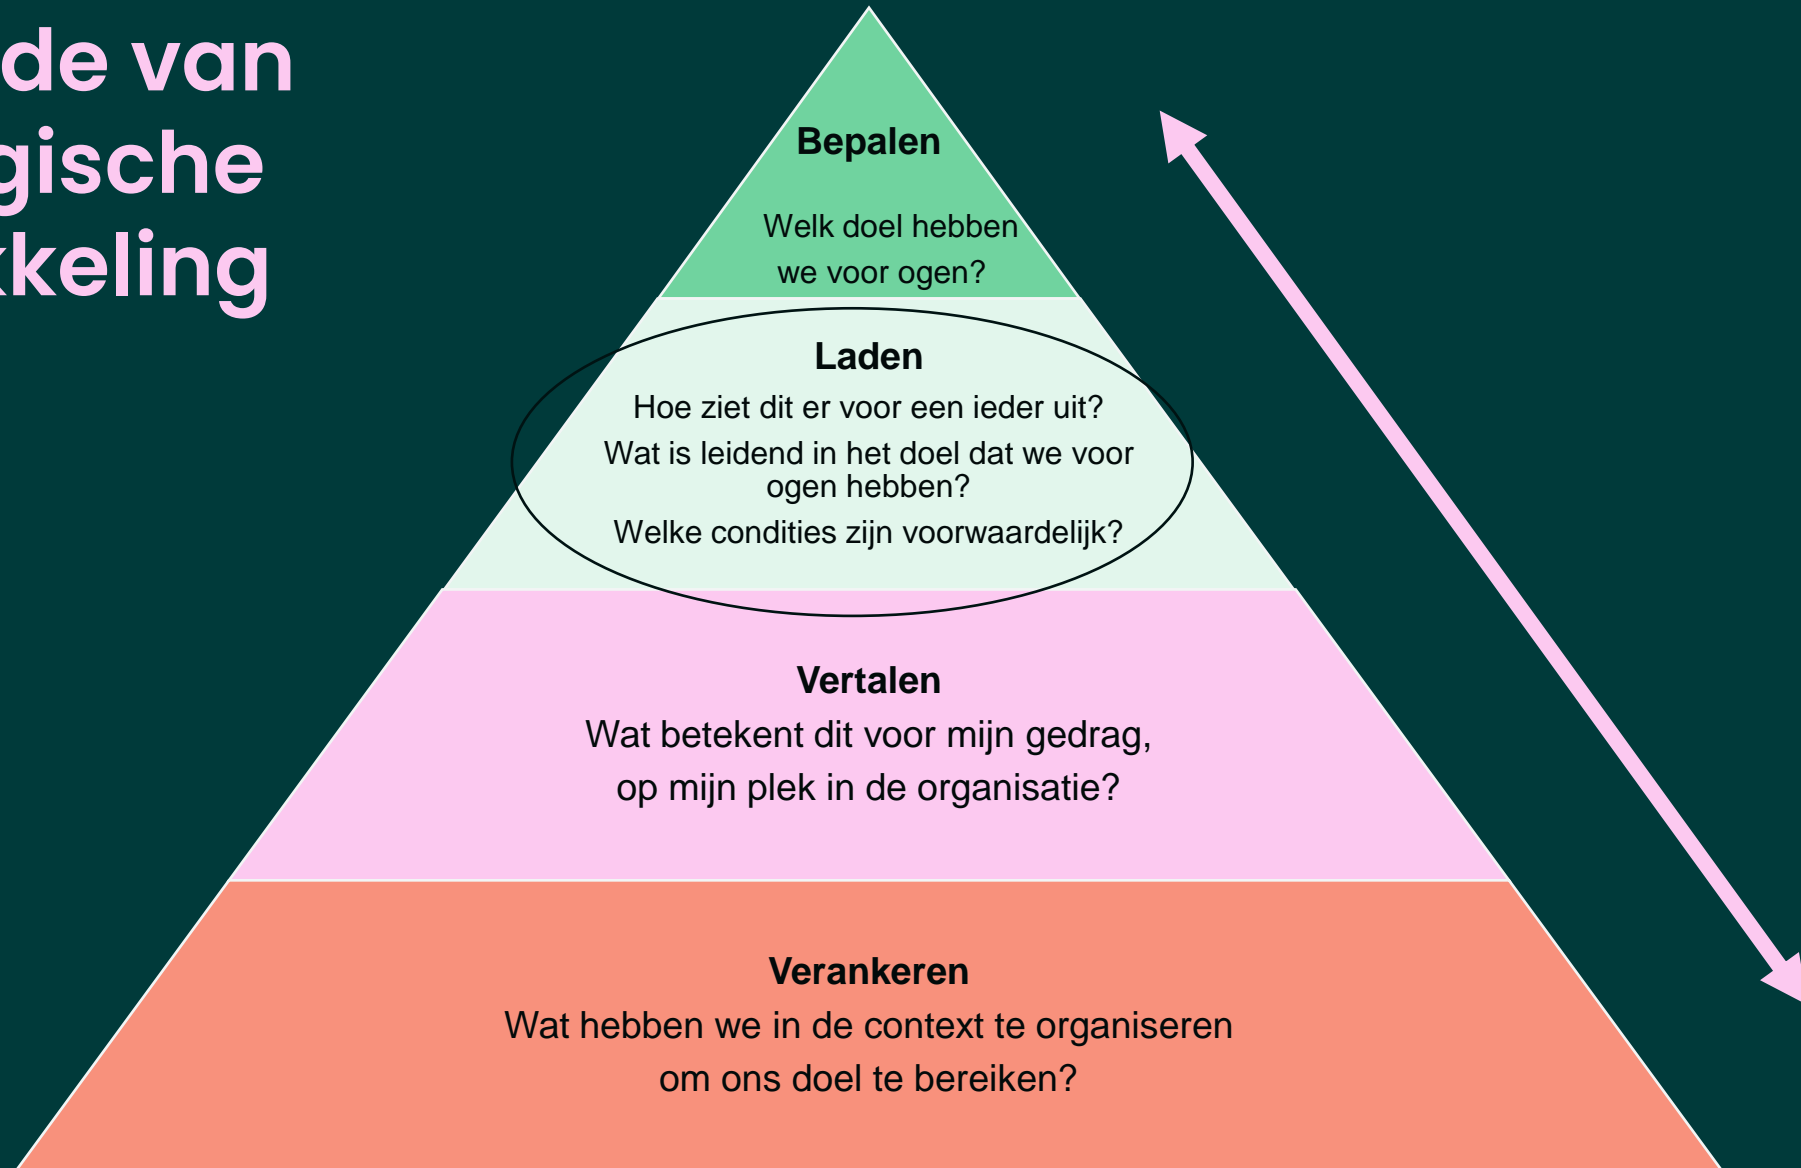 de van
gische
kkeling
Bepalen
Welk doel hebben
we voor ogen?
Laden
Hoe ziet dit er voor een ieder uit?
Wat is leidend in het doel dat we voor
ogen hebben?
Welke condities zijn voorwaardelijk?
Vertalen
Wat betekent dit voor mijn gedrag,
op mijn plek in de organisatie?
Verankeren
Wat hebben we in de context te organiseren
om ons doel te bereiken?